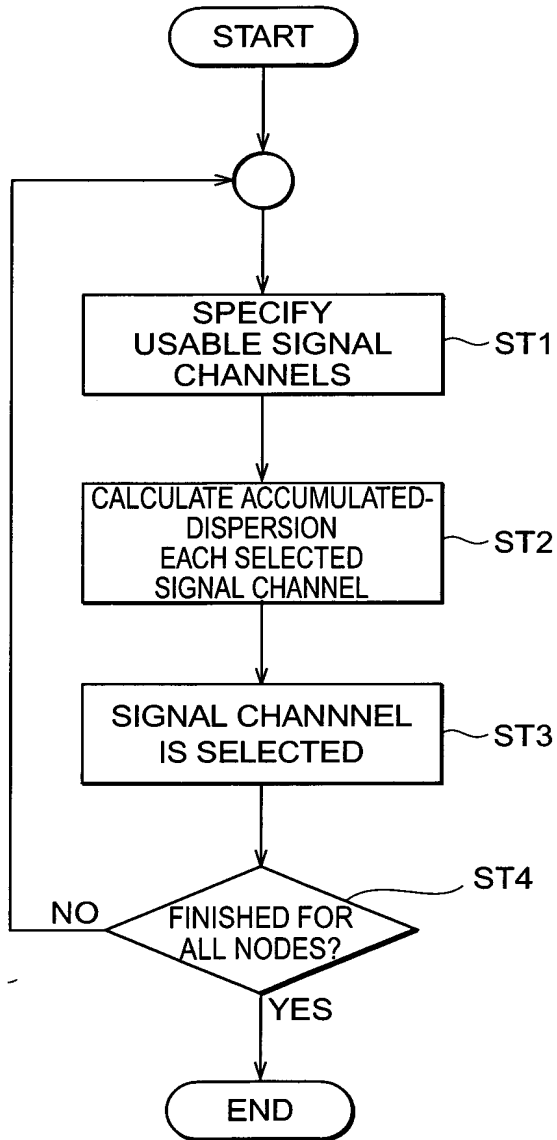 START
SPECIFY
USABLE SIGNAL
CHANNELS
ST1
CALCULATE ACCUMULATED-
DISPERSION
EACH SELECTED
SIGNAL CHANNEL
ST2
SIGNAL CHANNNEL
IS SELECTED
ST3
ST4
FINISHED FOR
ALL NODES?
NO
YES
END